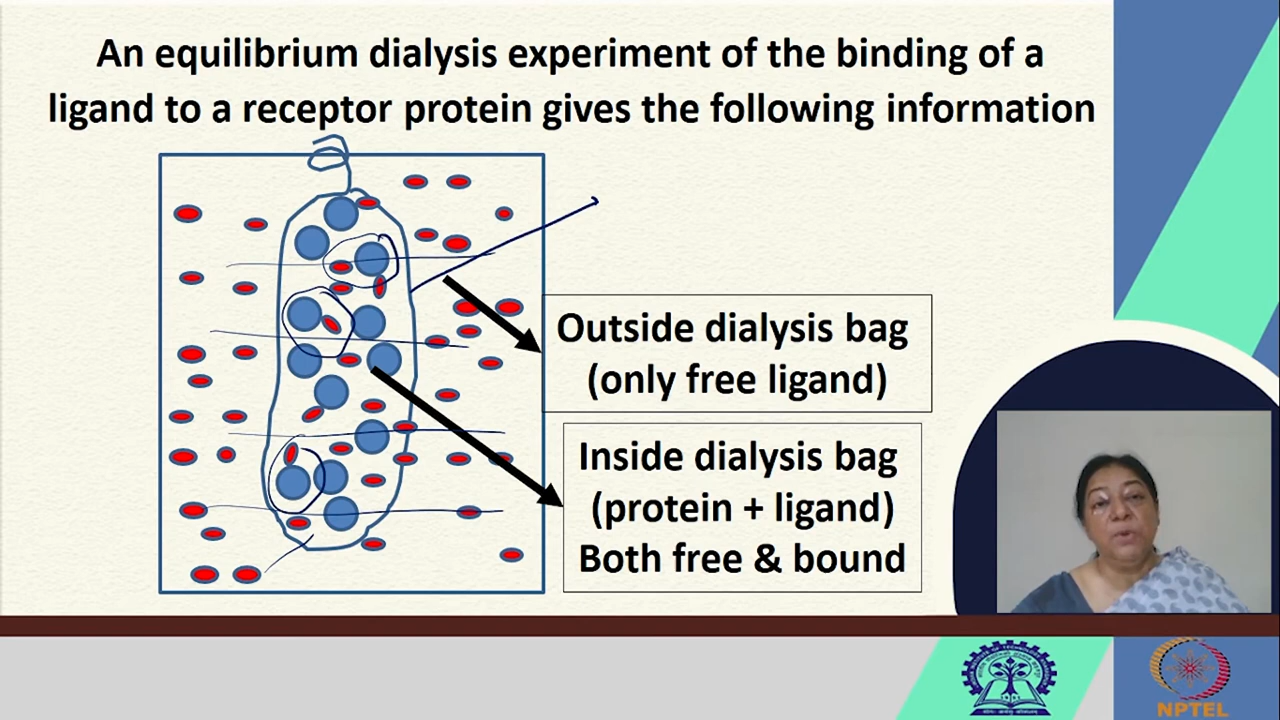 An equilibrium dialysis experiment of the binding of a
ligand to a receptor protein gives the following information
Outside dialysis bag
(only free ligand)
Inside dialysis bag
(protein + ligand)
Both free & bound
NPTEL